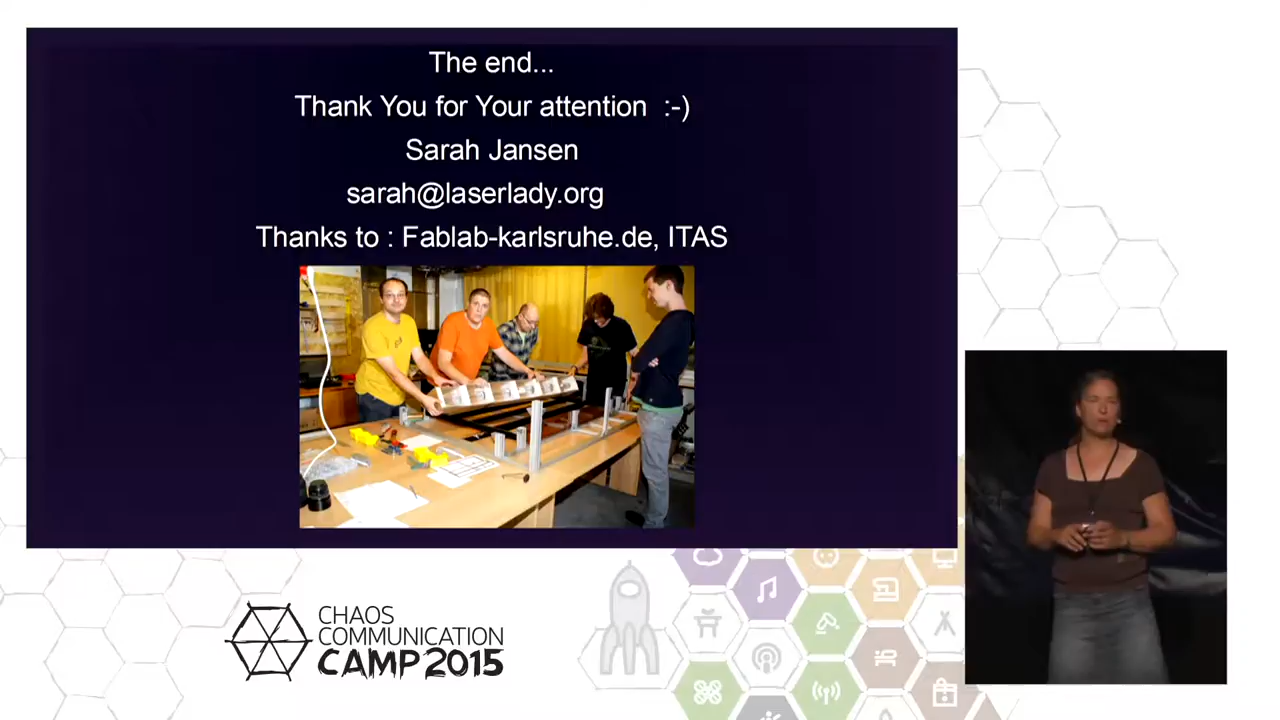 The end...
Thank You for Your attention :-)
Sarah Jansen
sarah@laserlady.org
Thanks to : Fablab-karlsruhe.de, ITAS
CHAOS
COMMUNICATION
CAMP 2015